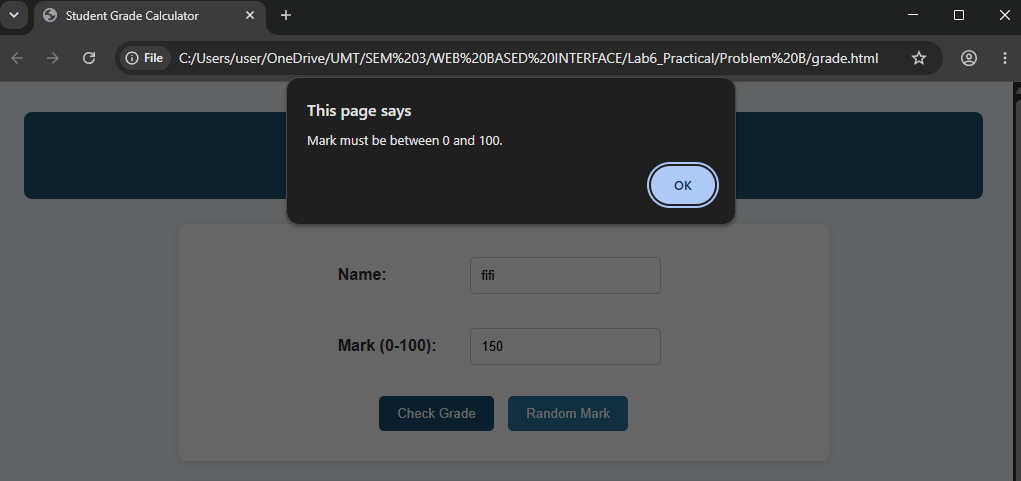 Student Grade Calculator
File C:/Users/user/OneDrive/UMT/SEM%203/WEB%20BASED%20INTERFACE/Lab6_Practical/Problem%20B/grade.html
This page says
Mark must be between 0 and 100.
OK
Name: fifi
Mark (0-100): 150
Check Grade Random Mark